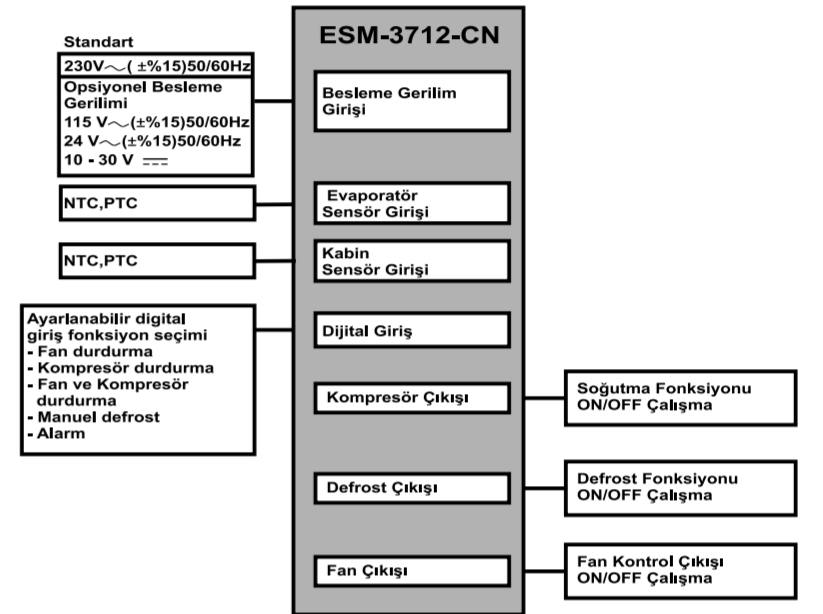 ESM-3712-CN
Standart
230V～( ±%15)50/60Hz
Opsiyonel Besleme
Gerilimi
115 V～(±%15)50/60Hz
24 V～(±%15)50/60Hz
10 - 30 V ⎓
Besleme Gerilim
Girişi
NTC,PTC
Evaporatör
Sensör Girişi
NTC,PTC
Kabin
Sensör Girişi
Ayarlanabilir digital
giriş fonksiyon seçimi
- Fan durdurma
- Kompresör durdurma
- Fan ve Kompresör
durdurma
- Manuel defrost
- Alarm
Dijital Giriş
Kompresör Çıkışı
Soğutma Fonksiyonu
ON/OFF Çalışma
Defrost Çıkışı
Defrost Fonksiyonu
ON/OFF Çalışma
Fan Çıkışı
Fan Kontrol Çıkışı
ON/OFF Çalışma